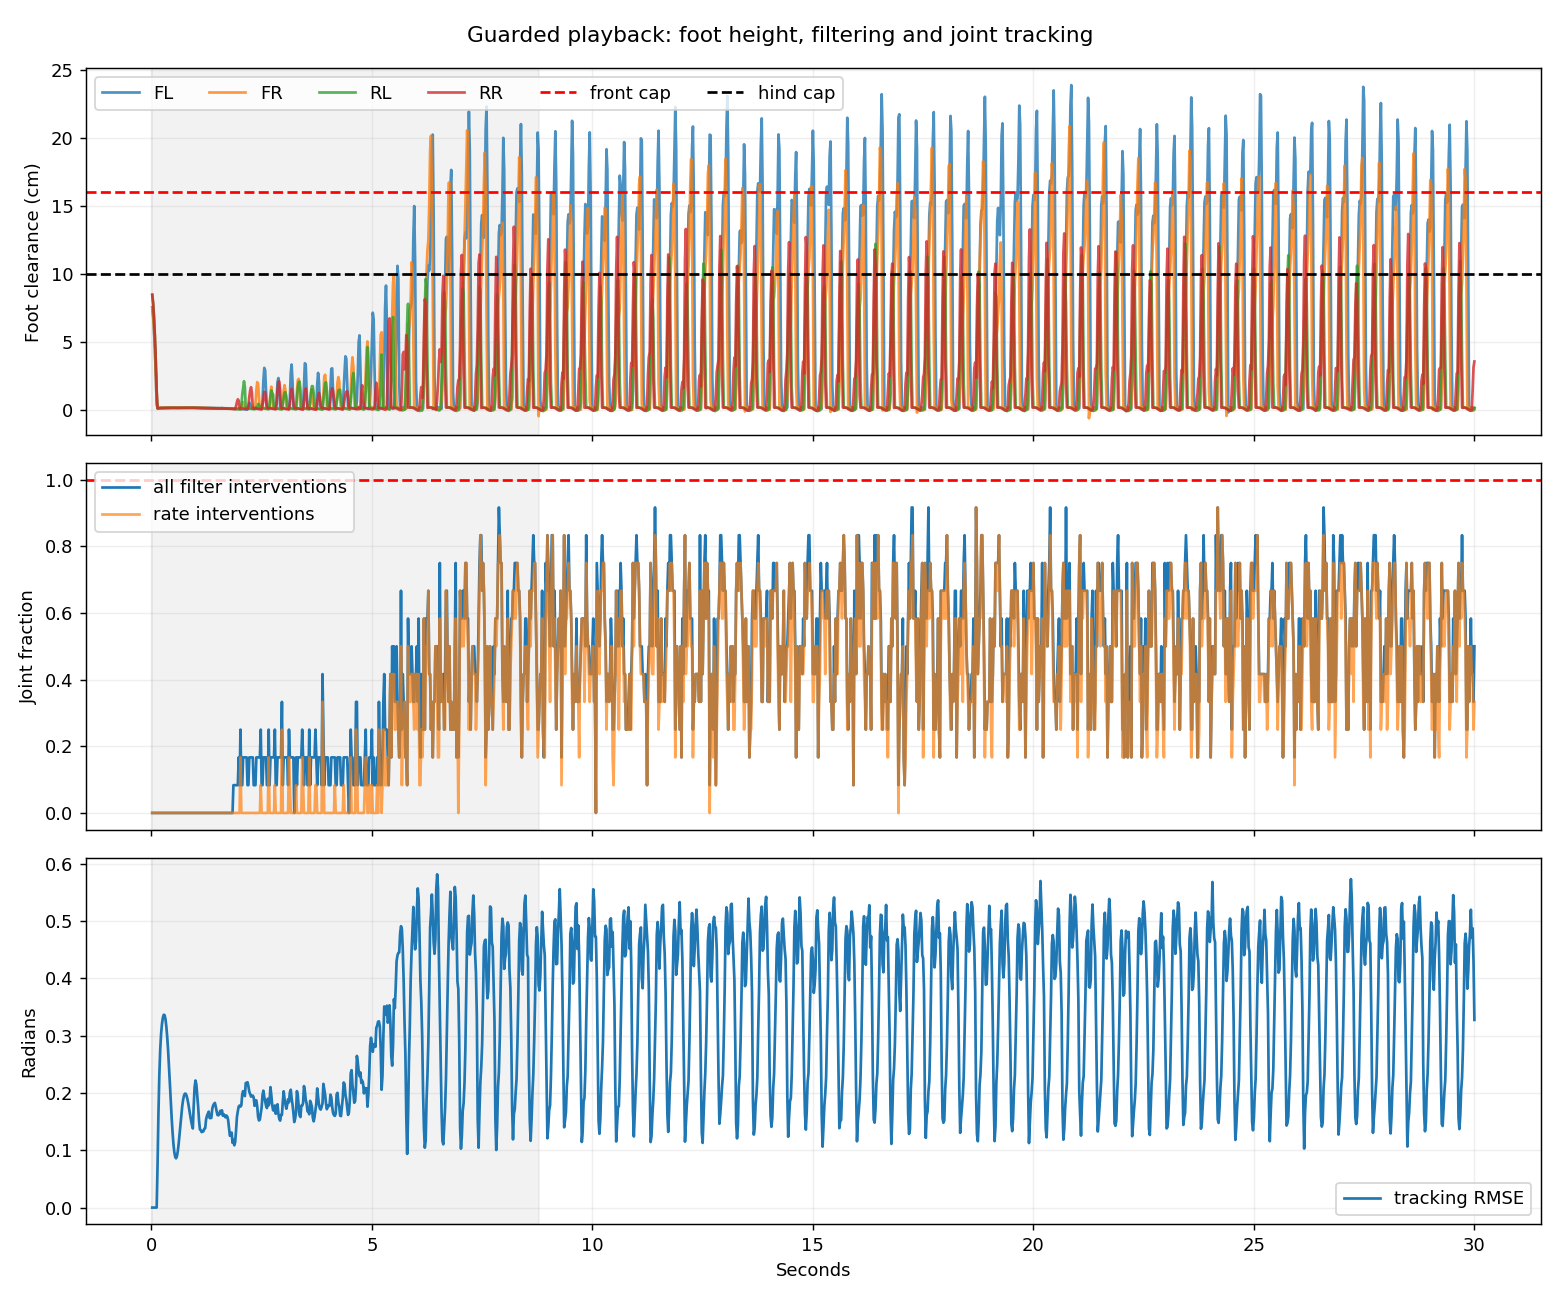 Guarded playback: foot height, filtering and joint tracking
25
20
15
10
5
0
Foot clearance (cm)
FL FR RL RR front cap hind cap
1.0
0.8
0.6
0.4
0.2
0.0
Joint fraction
all filter interventions
rate interventions
0.6
0.5
0.4
0.3
0.2
0.1
0.0
Radians
tracking RMSE
0 5 10 15 20 25 30
Seconds